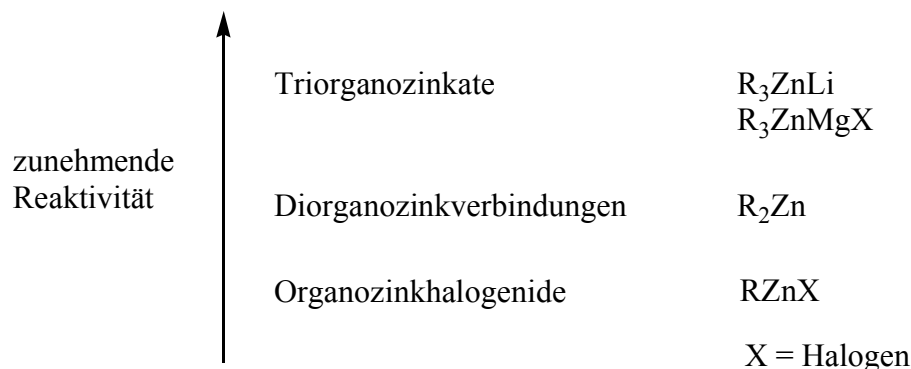 Triorganozinkate R₃ZnLi
R₃ZnMgX
zunehmende
Reaktivität
Diorganozinkverbindungen R₂Zn
Organozinkhalogenide RZnX
X = Halogen